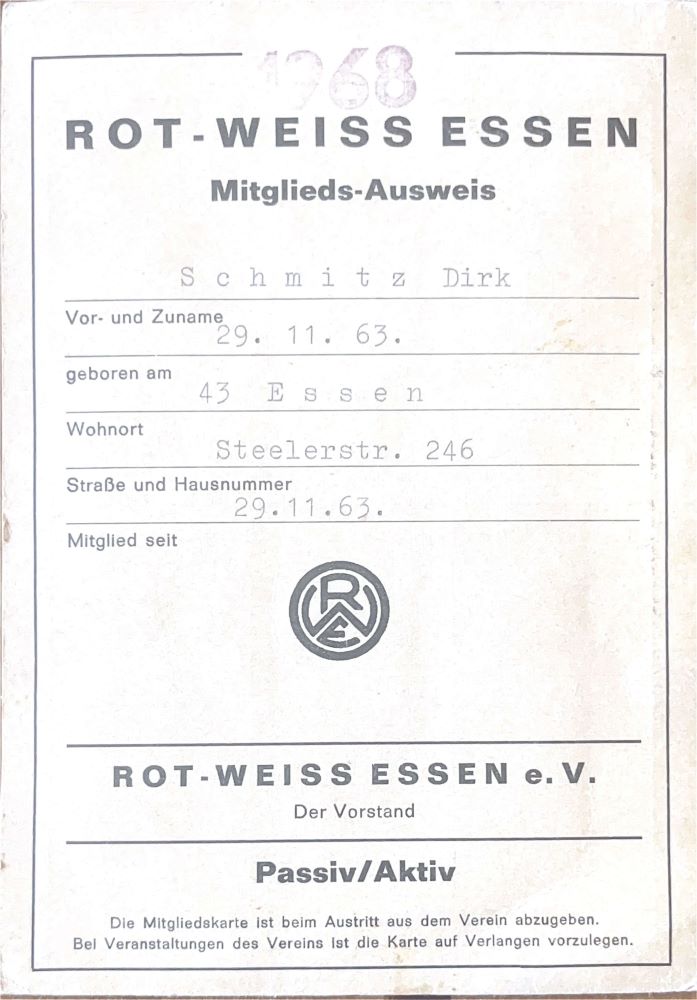 1968
ROT-WEISS ESSEN
Mitglieds-Ausweis
Schmitz Dirk
Vor- und Zuname
29. 11. 63.
geboren am
43 Essen
Wohnort
Steelerstr. 246
Straße und Hausnummer
29.11.63.
Mitglied seit
RWE
ROT-WEISS ESSEN e.V.
Der Vorstand
Passiv/Aktiv
Die Mitgliedskarte ist beim Austritt aus dem Verein abzugeben.
Bei Veranstaltungen des Vereins ist die Karte auf Verlangen vorzulegen.